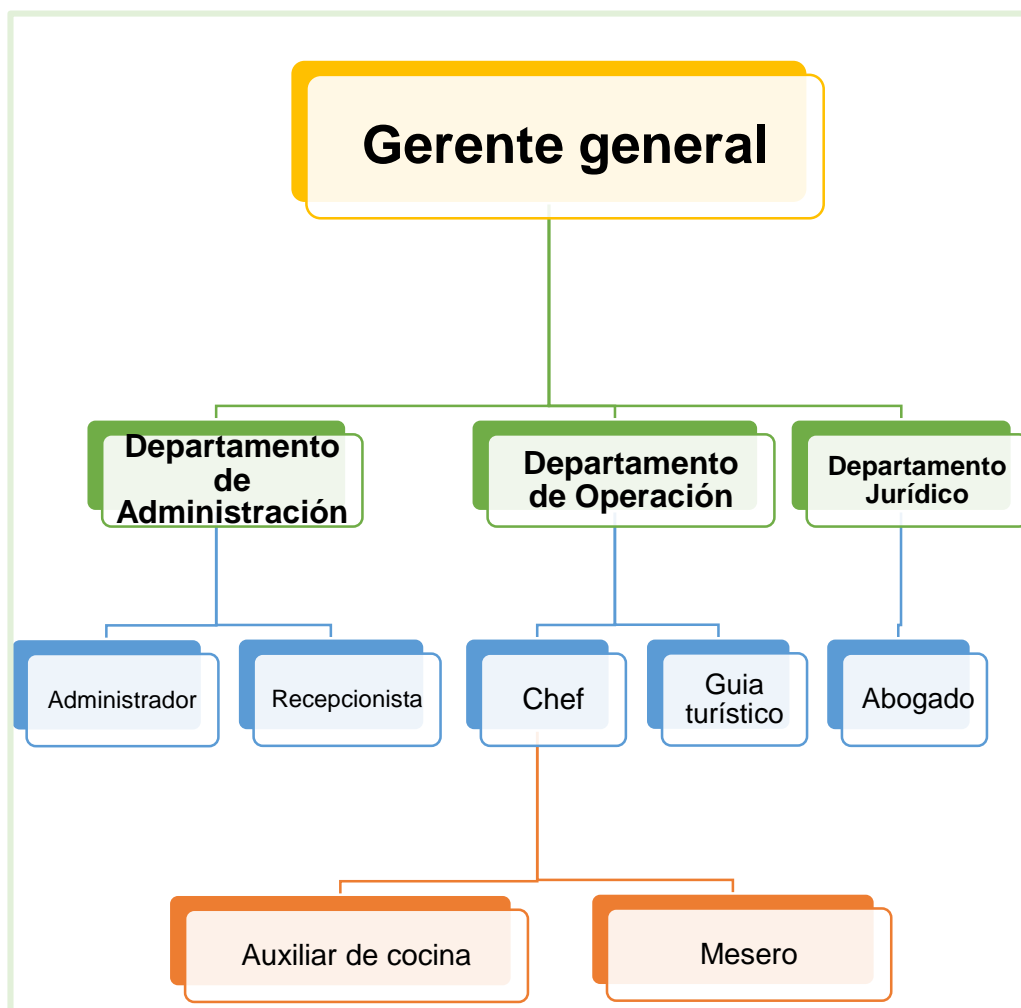 Gerente general
Departamento
de
Administración
Departamento
de Operación
Departamento
Jurídico
Administrador
Recepcionista
Chef
Guia
turístico
Abogado
Auxiliar de cocina
Mesero